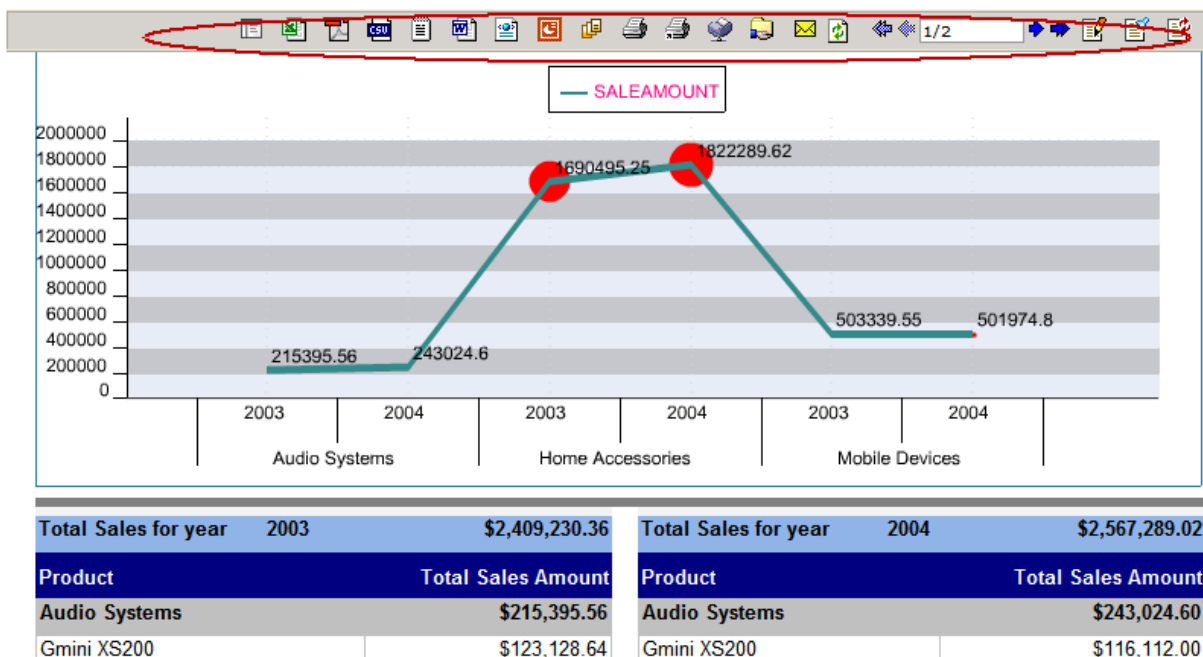 CSV
1/2
SALEAMOUNT
2000000
1800000
1600000
1400000
1200000
1000000
800000
600000
400000
200000
0
215395.56
243024.6
1690495.25
1822289.62
503339.55
501974.8
2003 2004 2003 2004 2003 2004
Audio Systems Home Accessories Mobile Devices
Total Sales for year 2003 $2,409,230.36 Total Sales for year 2004 $2,567,289.02
Product Total Sales Amount Product Total Sales Amount
Audio Systems $215,395.56 Audio Systems $243,024.60
Gmini XS200 $123,128.64 Gmini XS200 $116,112.00